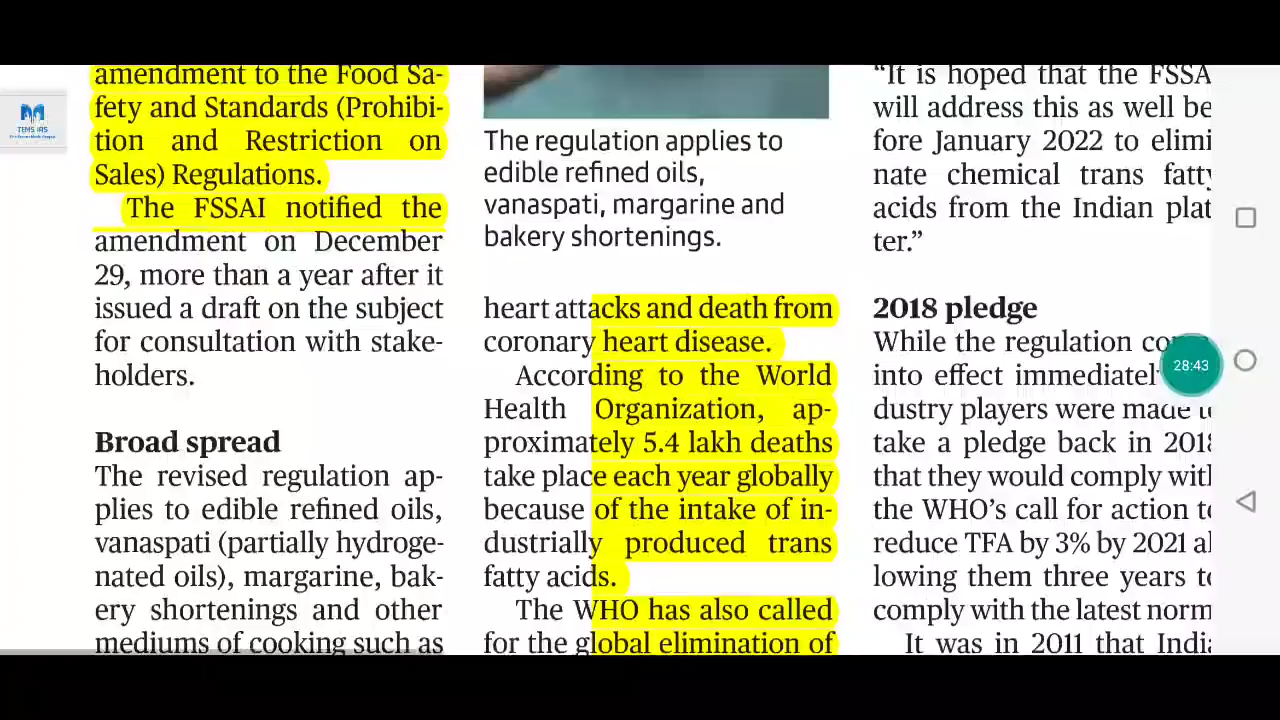 TEMS IAS
amendment to the Food Sa-
fety and Standards (Prohibi-
tion and Restriction on
Sales) Regulations.
The FSSAI notified the
amendment on December
29, more than a year after it
issued a draft on the subject
for consultation with stake-
holders.
Broad spread
The revised regulation ap-
plies to edible refined oils,
vanaspati (partially hydroge-
nated oils), margarine, bak-
ery shortenings and other
mediums of cooking such as
The regulation applies to
edible refined oils,
vanaspati, margarine and
bakery shortenings.
heart attacks and death from
coronary heart disease.
According to the World
Health Organization, ap-
proximately 5.4 lakh deaths
take place each year globally
because of the intake of in-
dustrially produced trans
fatty acids.
The WHO has also called
for the global elimination of
“It is hoped that the FSSA
will address this as well be
fore January 2022 to elimi
nate chemical trans fatty
acids from the Indian plat
ter.”
2018 pledge
While the regulation
into effect immediatel
dustry players were made
take a pledge back in 2018
that they would comply with
the WHO’s call for action to
reduce TFA by 3% by 2021 al
lowing them three years to
comply with the latest norm
It was in 2011 that India
28:43